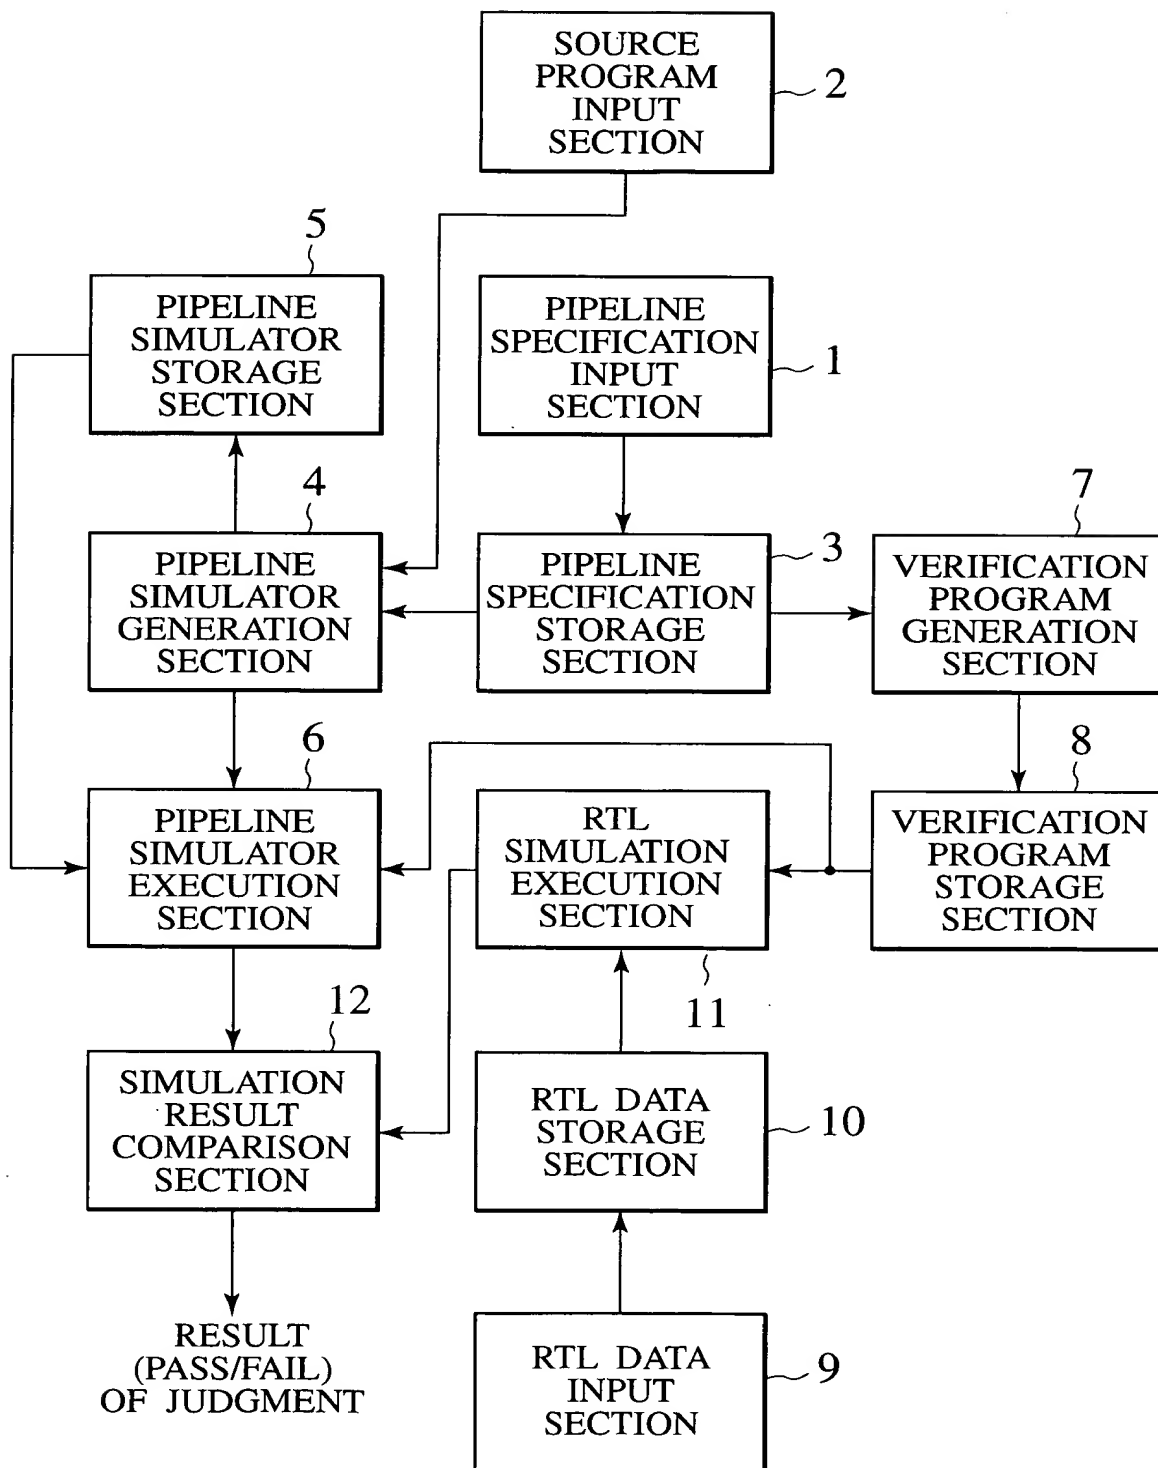 SOURCE
PROGRAM
INPUT
SECTION
2
5
PIPELINE
SIMULATOR
STORAGE
SECTION
PIPELINE
SPECIFICATION
INPUT
SECTION
1
4
PIPELINE
SIMULATOR
GENERATION
SECTION
PIPELINE
SPECIFICATION
STORAGE
SECTION
3
7
VERIFICATION
PROGRAM
GENERATION
SECTION
6
PIPELINE
SIMULATOR
EXECUTION
SECTION
RTL
SIMULATION
EXECUTION
SECTION
11
8
VERIFICATION
PROGRAM
STORAGE
SECTION
12
SIMULATION
RESULT
COMPARISON
SECTION
RTL DATA
STORAGE
SECTION
10
RESULT
(PASS/FAIL)
OF JUDGMENT
RTL DATA
INPUT
SECTION
9